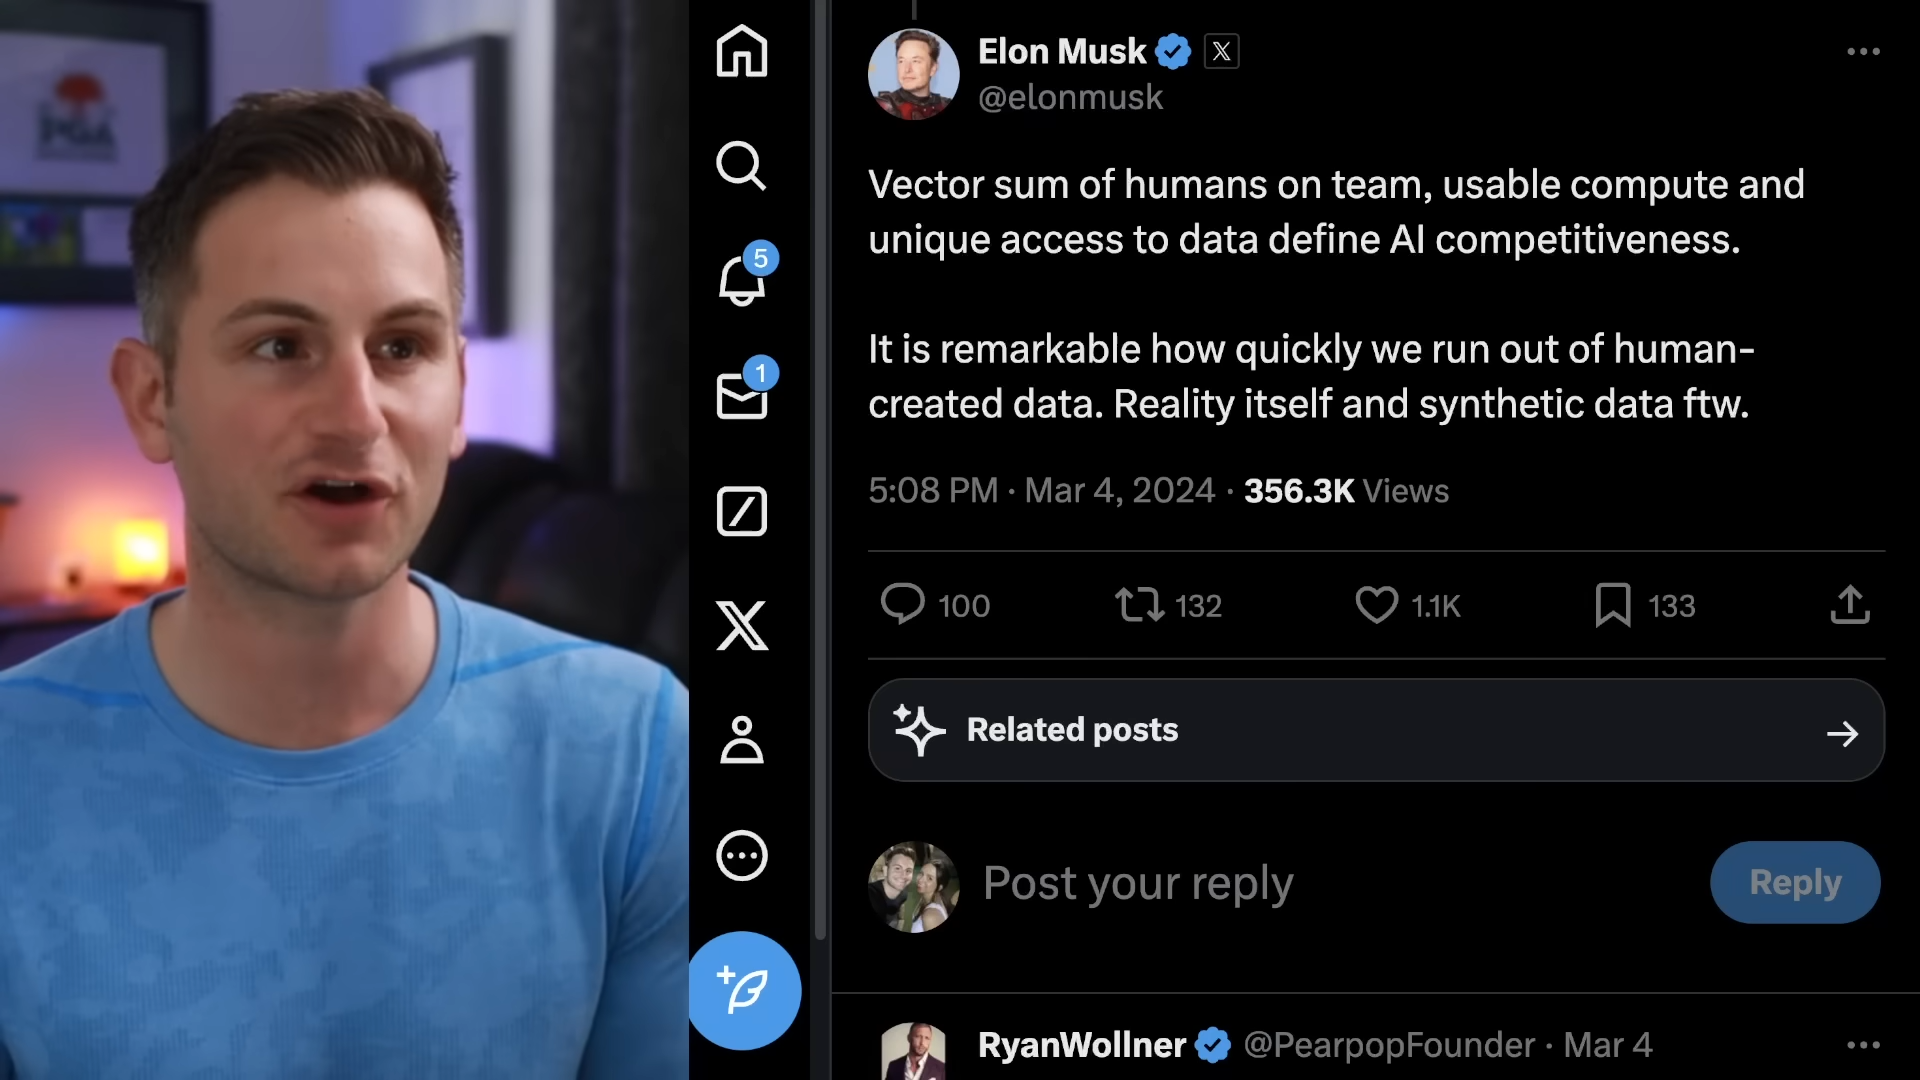 PGA
Elon Musk
@elonmusk
Vector sum of humans on team, usable compute and
unique access to data define AI competitiveness.
It is remarkable how quickly we run out of human-
created data. Reality itself and synthetic data ftw.
5:08 PM · Mar 4, 2024 · 356.3K Views
100 132 1.1K 133
Related posts
Post your reply
Reply
RyanWollner @PearpopFounder · Mar 4
5
1